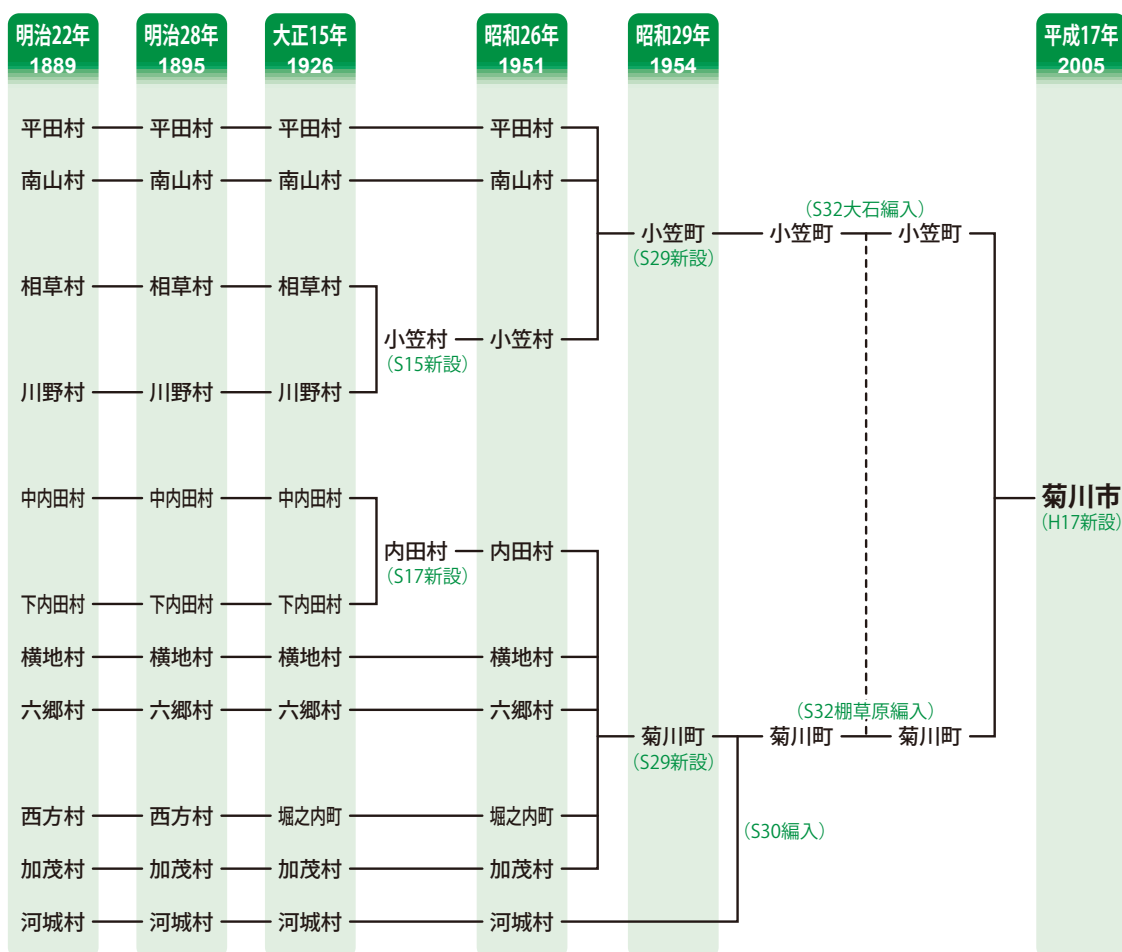 明治22年
1889
明治28年
1895
大正15年
1926
昭和26年
1951
昭和29年
1954
平成17年
2005
平田村 平田村 平田村 平田村
南山村 南山村 南山村 南山村
(S32大石編入)
小笠町 小笠町 小笠町
(S29新設)
相草村 相草村 相草村
小笠村 小笠村
(S15新設)
川野村 川野村 川野村
中内田村 中内田村 中内田村
菊川市
(H17新設)
内田村 内田村
(S17新設)
下内田村 下内田村 下内田村
横地村 横地村 横地村 横地村
六郷村 六郷村 六郷村 六郷村
(S32棚草原編入)
菊川町 菊川町 菊川町
(S29新設)
西方村 西方村 堀之内町 堀之内町
(S30編入)
加茂村 加茂村 加茂村 加茂村
河城村 河城村 河城村 河城村